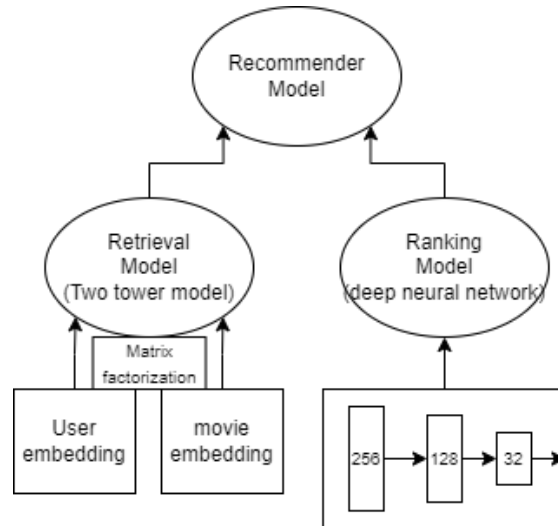 Recommender
Model
Retrieval
Model
(Two tower model)
Ranking
Model
(deep neural network)
Matrix
factorization
User
embedding
movie
embedding
256
128
32